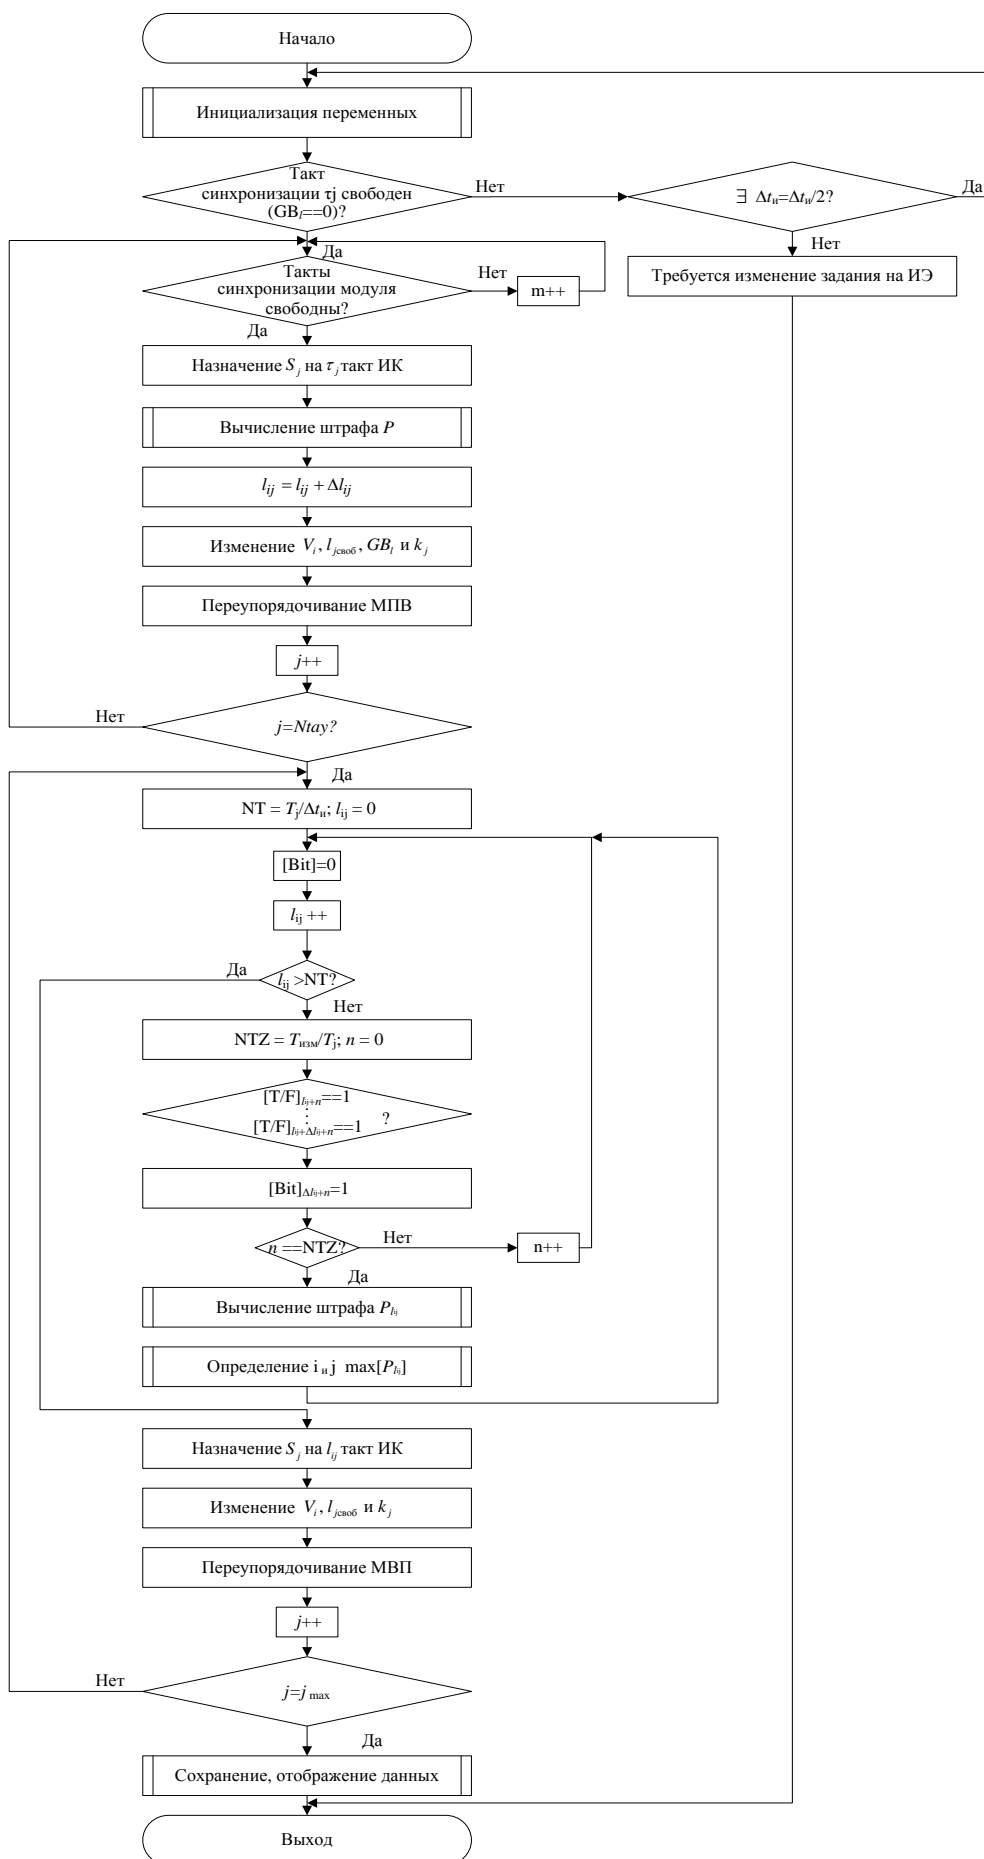 Начало
Инициализация переменных
Такт
синхронизации τj свободен
(GBl==0)?
Нет
∃ Δtи=Δtи/2?
Да
Нет
Требуется изменение задания на ИЭ
Да
Такты
синхронизации модуля
свободны?
Нет
m++
Да
Назначение Sj на τj такт ИК
Вычисление штрафа P
lij = lij + Δlij
Изменение Vi, ljсвоб, GBl и kj
Переупорядочивание МПВ
j++
Нет
j=Ntay?
Да
NT = Tj/Δtи; lij = 0
[Bit]=0
lij ++
Да
lij >NT?
Нет
NTZ = Tизм/Tj; n = 0
[T/F]lij+n==1
⋮
?
[T/F]lij+Δlij+n==1
[Bit]Δlij+n=1
n ==NTZ?
Нет
n++
Да
Вычисление штрафа Plij
Определение i и j max[Plij]
Назначение Sj на lij такт ИК
Изменение Vi, ljсвоб и kj
Переупорядочивание МВП
j++
Нет
j=j max
Да
Сохранение, отображение данных
Выход